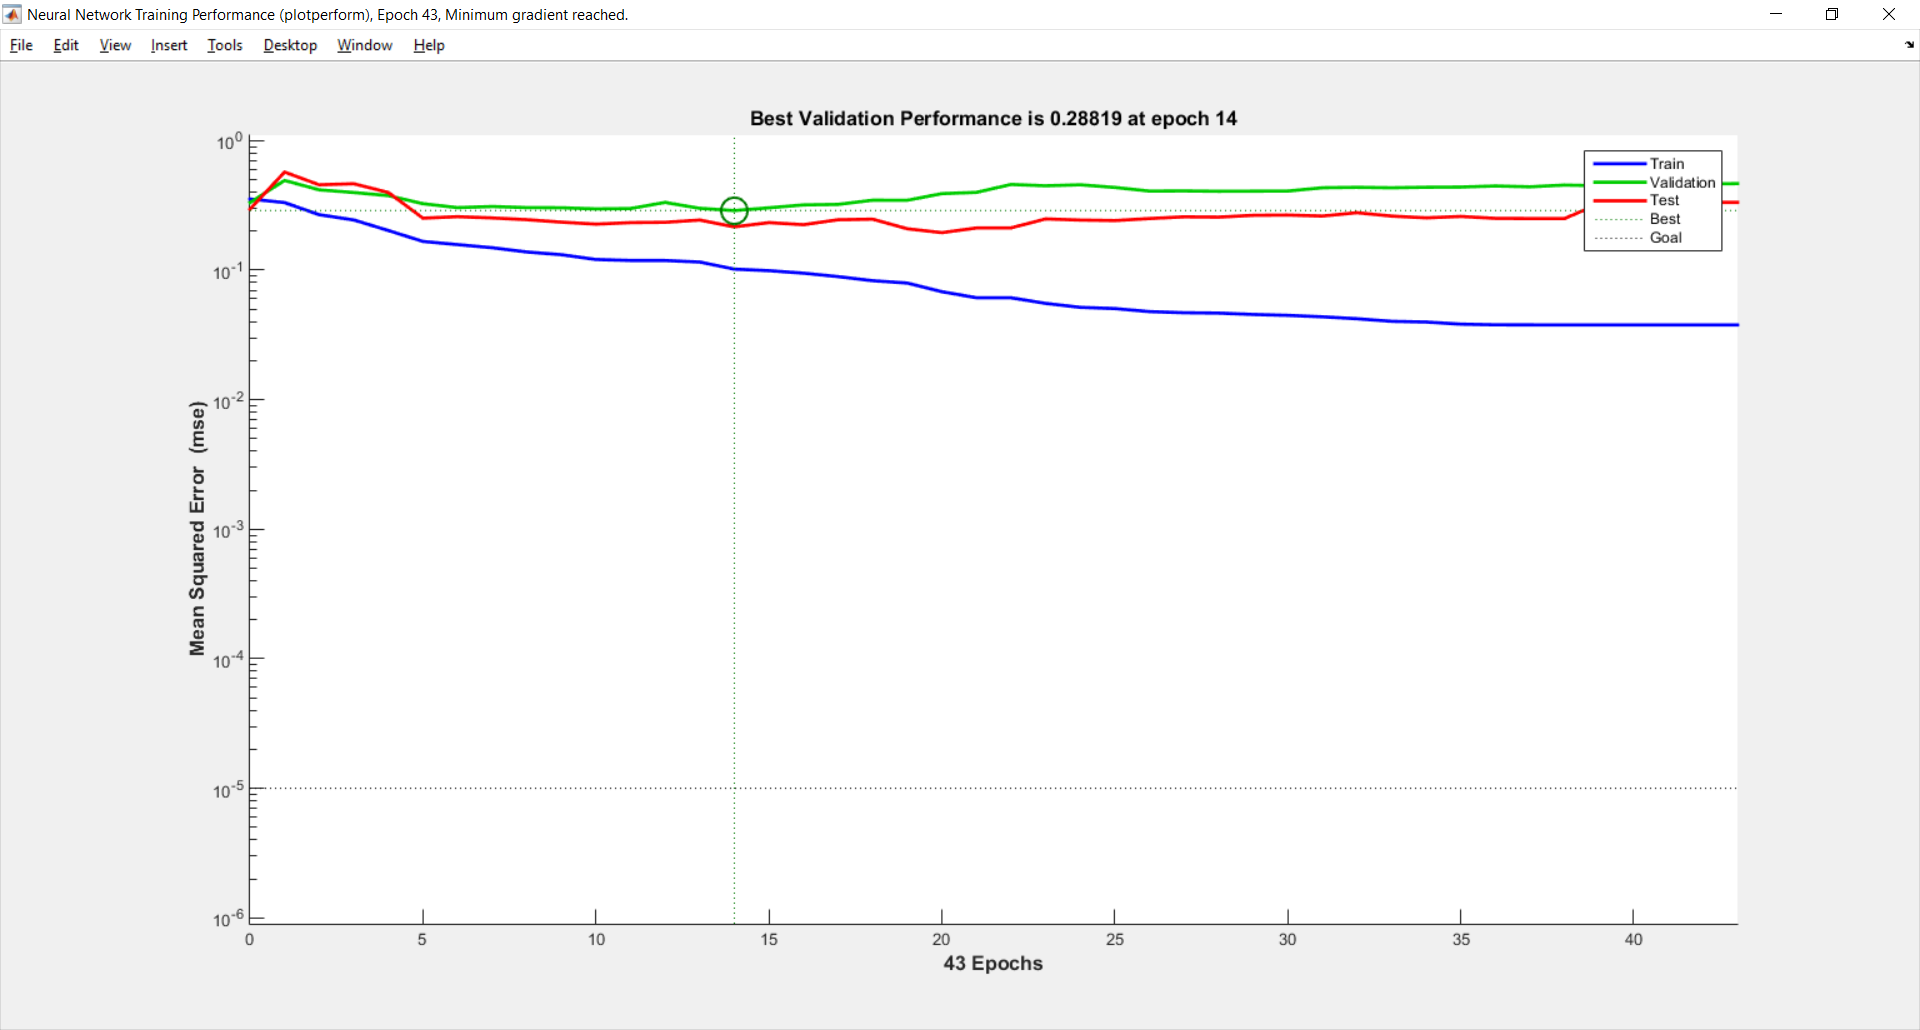 Neural Network Training Performance (plotperform), Epoch 43, Minimum gradient reached.
File Edit View Insert Tools Desktop Window Help
Best Validation Performance is 0.28819 at epoch 14
10^0
10^-1
10^-2
10^-3
10^-4
10^-5
10^-6
Mean Squared Error (mse)
Train
Validation
Test
Best
Goal
0 5 10 15 20 25 30 35 40
43 Epochs